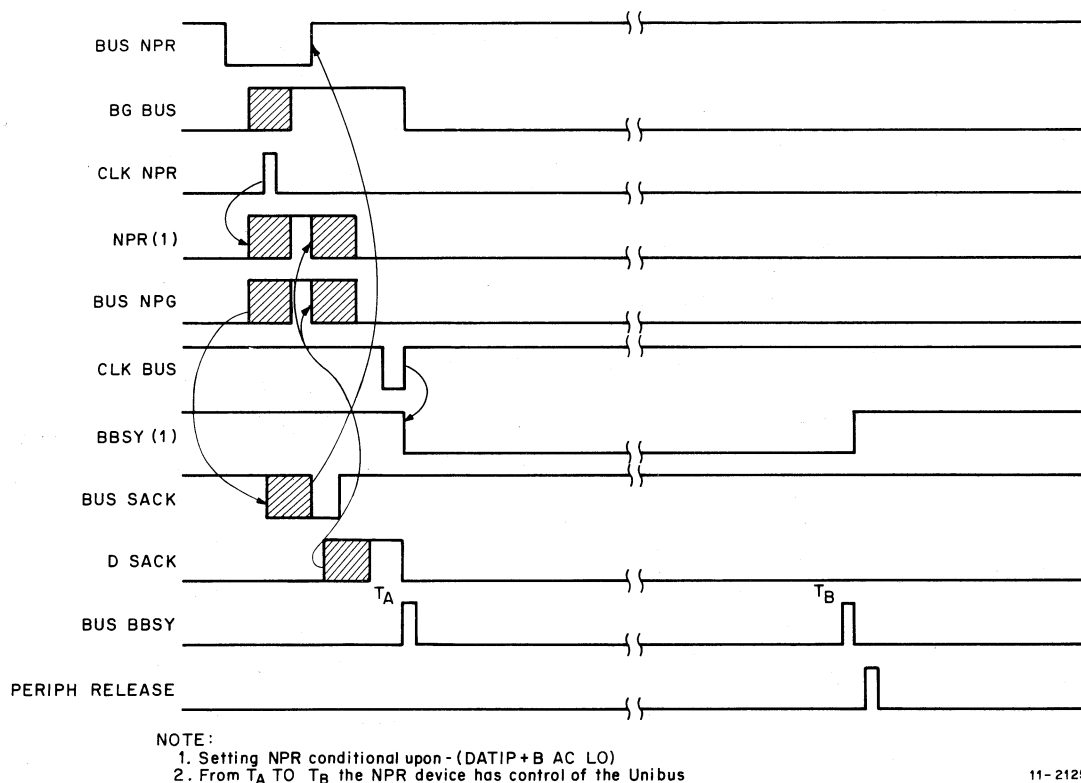 BUS NPR
BG BUS
CLK NPR
NPR (1)
BUS NPG
CLK BUS
BBSY (1)
BUS SACK
D SACK
TA TB
BUS BBSY
PERIPH RELEASE
NOTE:
1. Setting NPR conditional upon - (DATIP + B AC LO)
2. From TA TO TB the NPR device has control of the Unibus